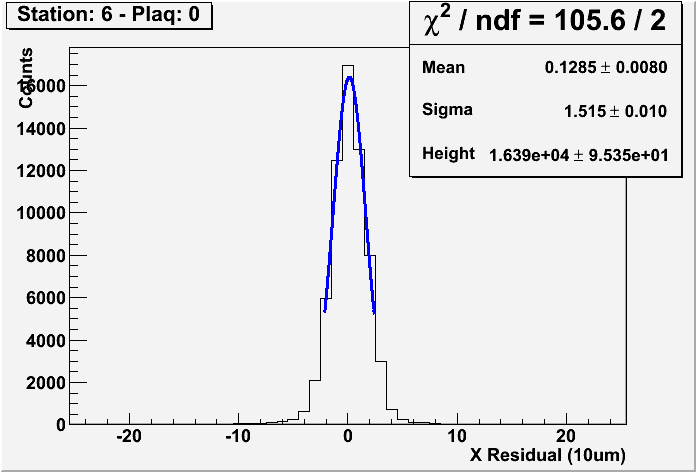 Station: 6 - Plaq: 0
χ² / ndf = 105.6 / 2
Mean 0.1285 ± 0.0080
Sigma 1.515 ± 0.010
Height 1.639e+04 ± 9.535e+01
Counts
16000
14000
12000
10000
8000
6000
4000
2000
0
-20 -10 0 10 20
X Residual (10um)